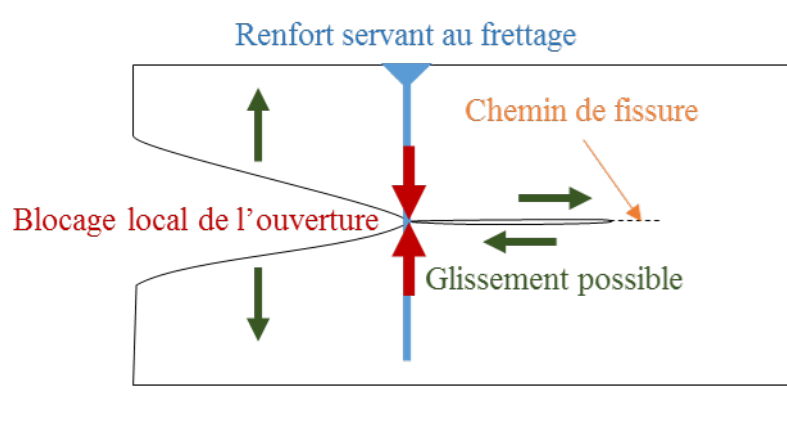 Renfort servant au frettage
Chemin de fissure
Blocage local de l’ouverture
Glissement possible